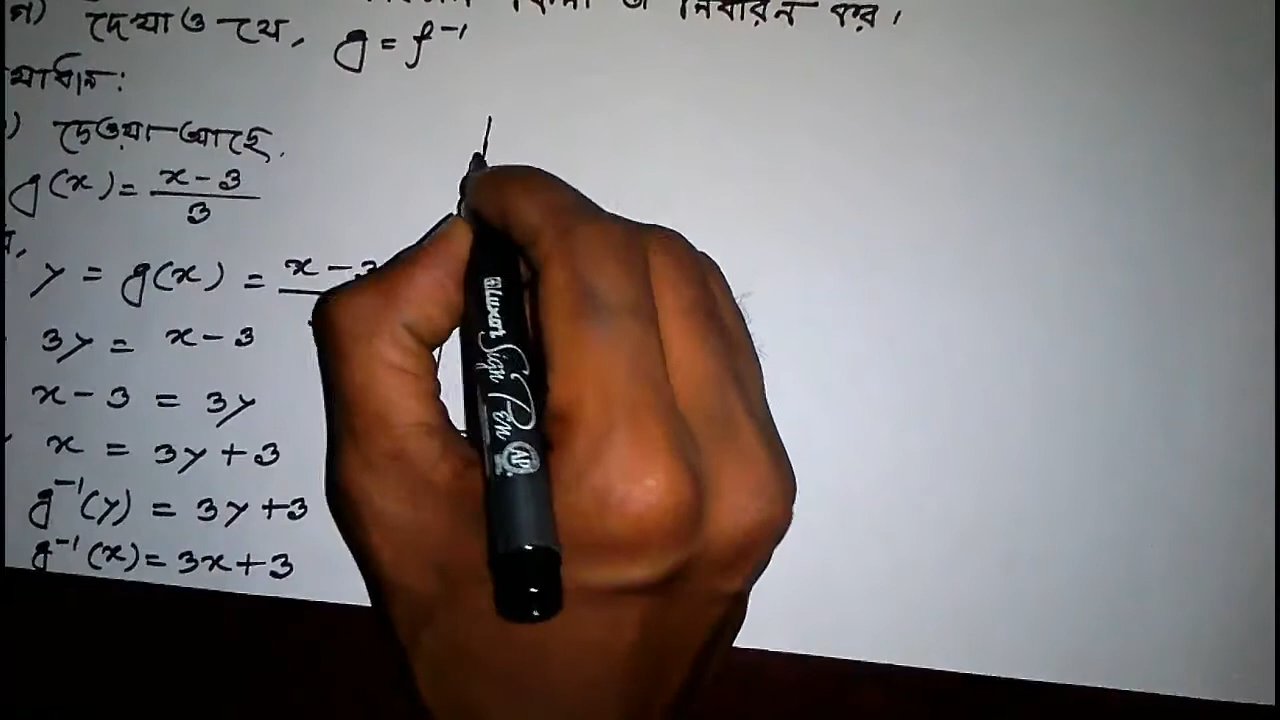 দেখাও যে, g = f⁻¹
দেওয়া আছে,
g(x) = (x-3)/3
y = g(x) = x-3
3y = x-3
x-3 = 3y
x = 3y+3
g⁻¹(y) = 3y+3
g⁻¹(x) = 3x+3
Luxor Sign Pen